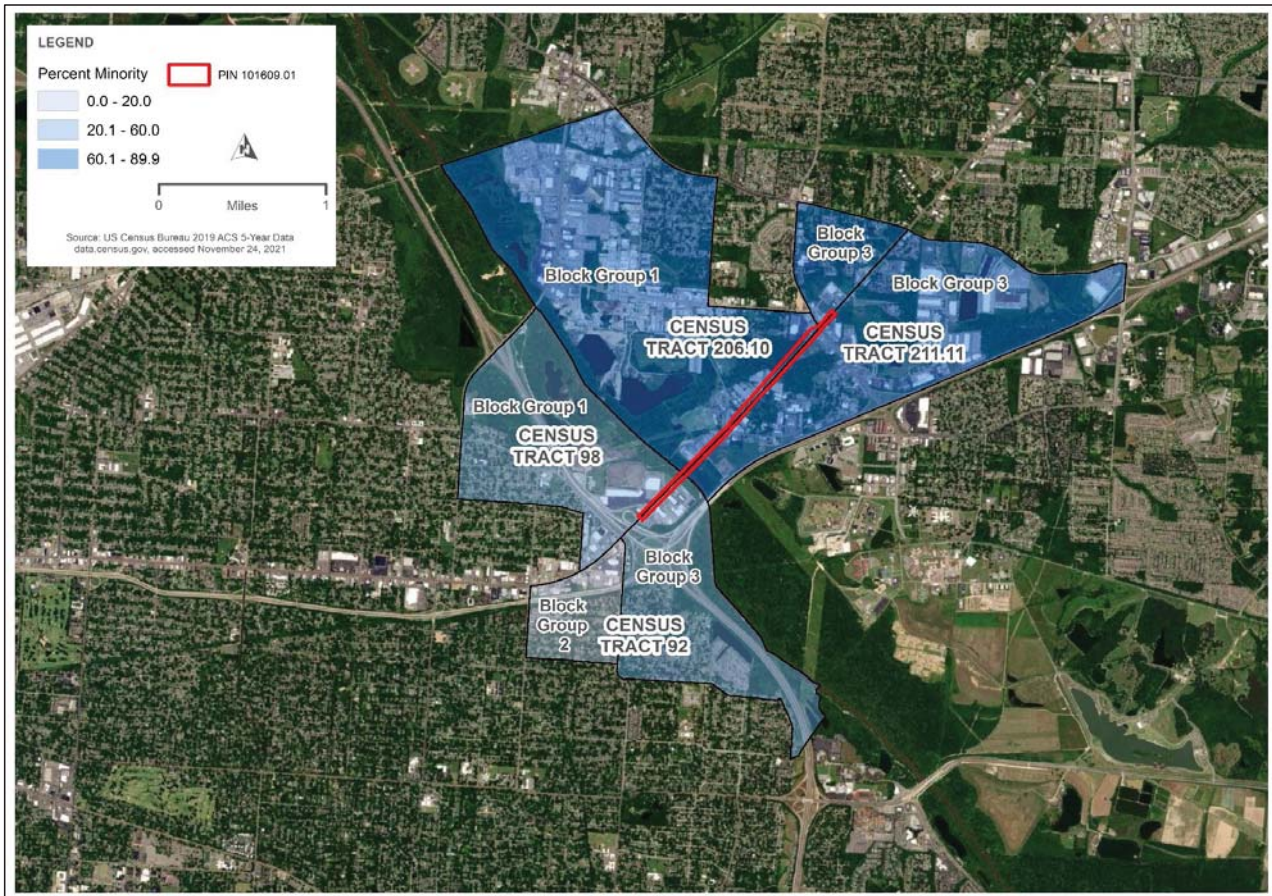 LEGEND
Percent Minority
PIN 101609.01
0.0 - 20.0
20.1 - 60.0
60.1 - 89.9
0 Miles 1
Source: US Census Bureau 2019 ACS 5-Year Data
data.census.gov, accessed November 24, 2021
Block
Group 3
Block Group 1
Block Group 3
CENSUS
TRACT 206.10
CENSUS
TRACT 211.11
Block Group 1
CENSUS
TRACT 98
Block
Group 3
Block
Group
2
CENSUS
TRACT 92